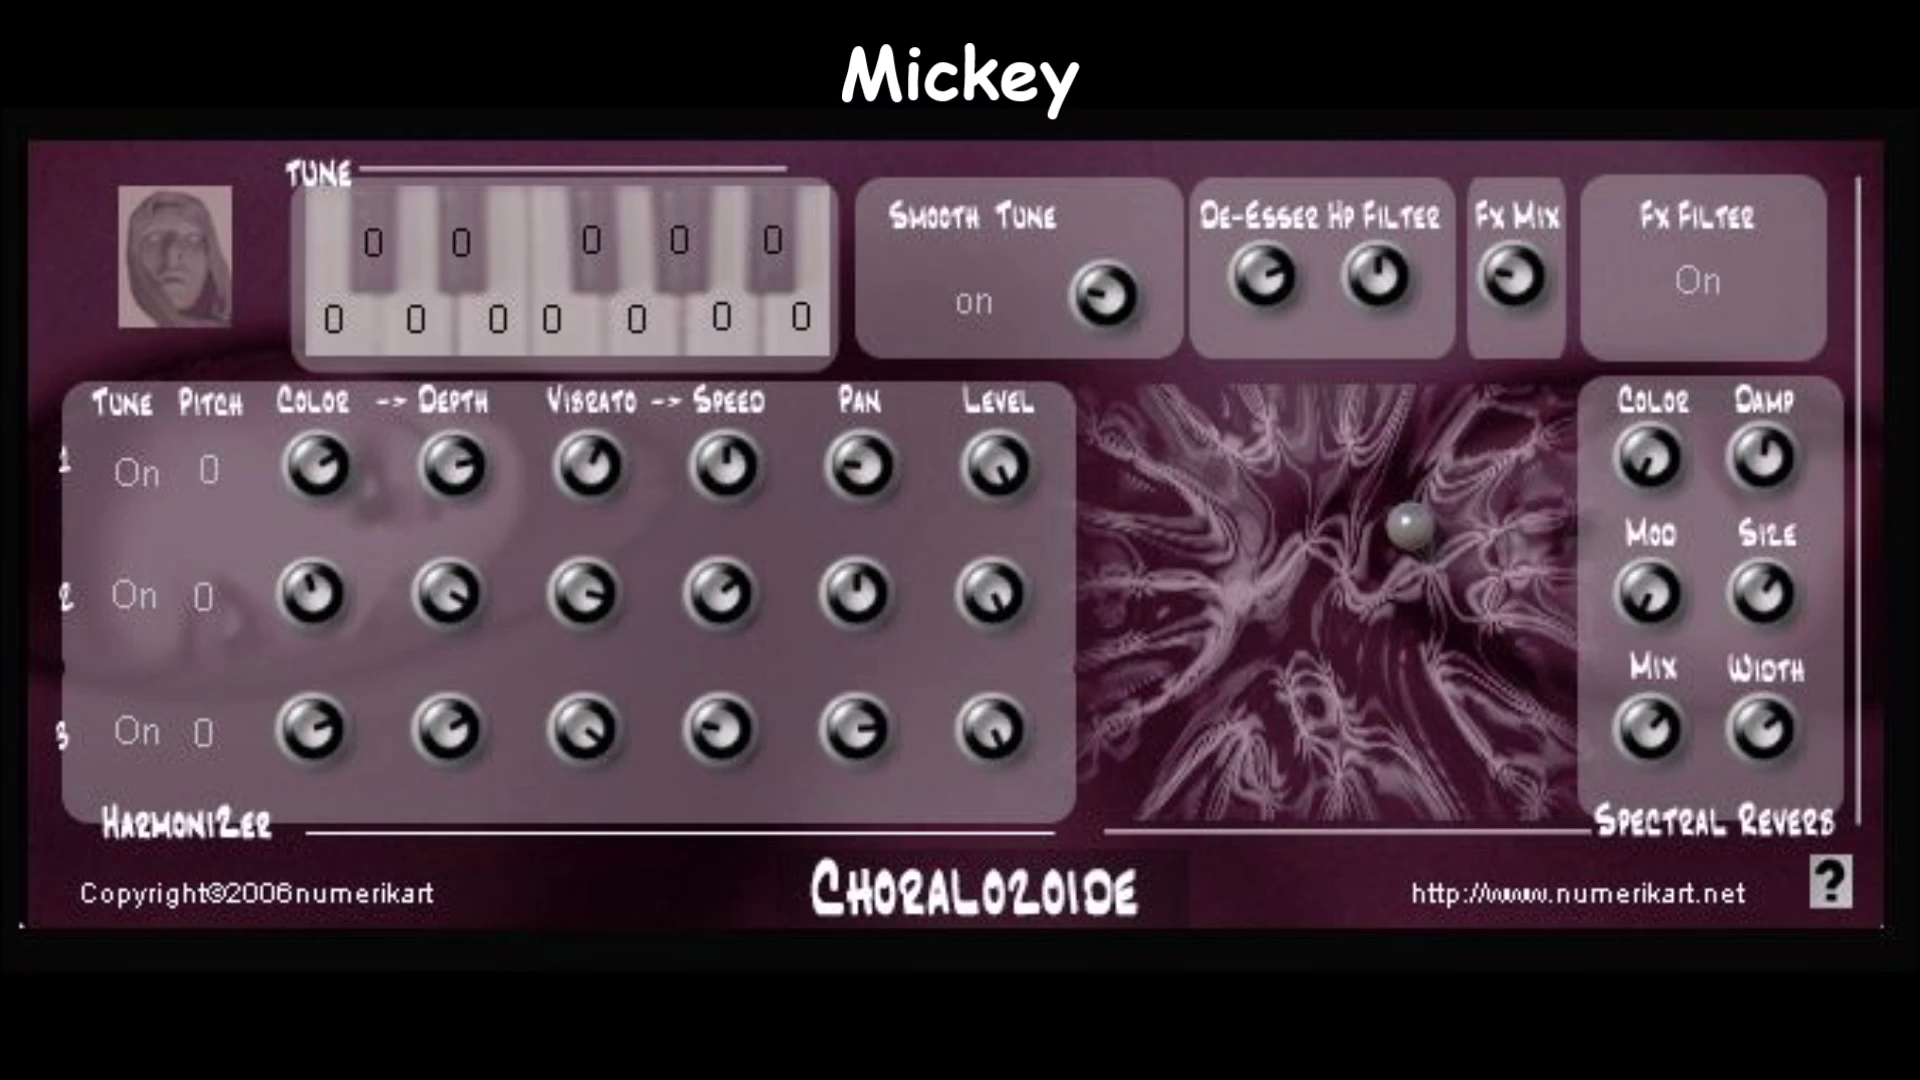 Mickey
TUNE
0 0 0 0 0
0 0 0 0 0 0 0
SMOOTH TUNE
on
DE-ESSER HP FILTER
FX MIX
FX FILTER
On
TUNE PITCH COLOR --> DEPTH VIBRATO --> SPEED PAN LEVEL
1 On 0
2 On 0
3 On 0
HARMONIZER
COLOR DAMP
MOD SIZE
MIX WIDTH
SPECTRAL REVERB
Copyright©2006numerikart
CHORALOZOIDE
http://www.numerikart.net
?